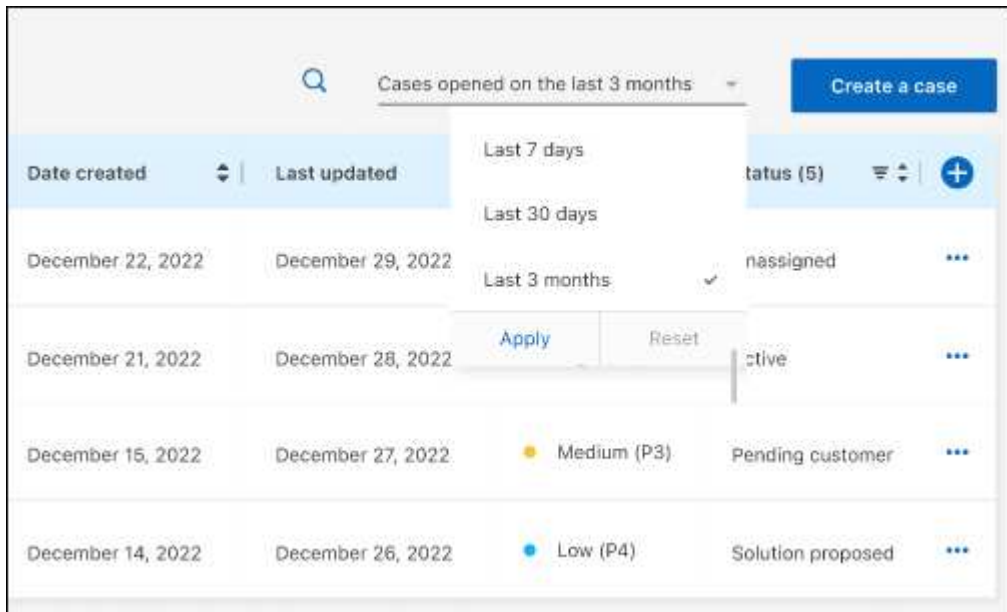 Cases opened on the last 3 months
Create a case
Last 7 days
Last 30 days
Last 3 months
Apply Reset
Date created Last updated tatus (5)
December 22, 2022 December 29, 2022 nassigned
December 21, 2022 December 28, 2022 ctive
December 15, 2022 December 27, 2022 Medium (P3) Pending customer
December 14, 2022 December 26, 2022 Low (P4) Solution proposed